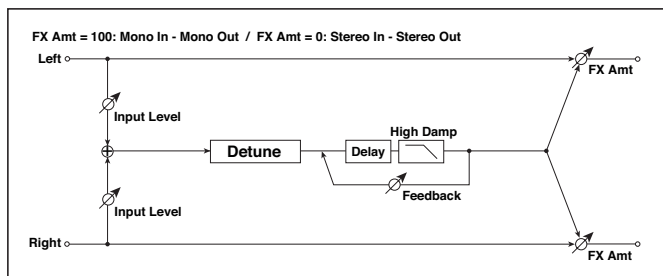 FX Amt = 100: Mono In - Mono Out / FX Amt = 0: Stereo In - Stereo Out
Left
FX Amt
Input Level
High Damp
Detune
Delay
Feedback
Input Level
Right
FX Amt